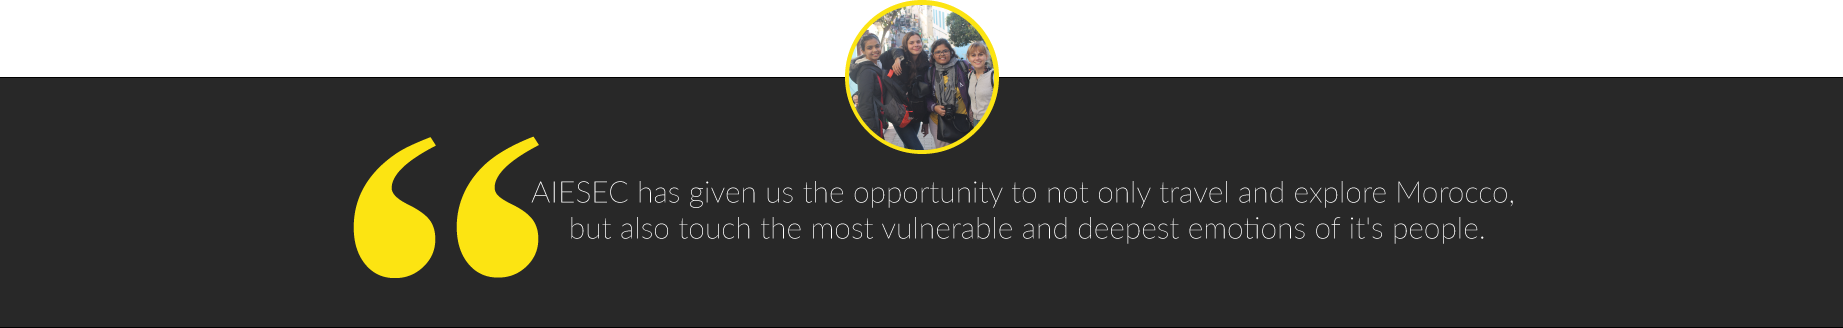 AIESEC has given us the opportunity to not only travel and explore Morocco,
but also touch the most vulnerable and deepest emotions of it's people.